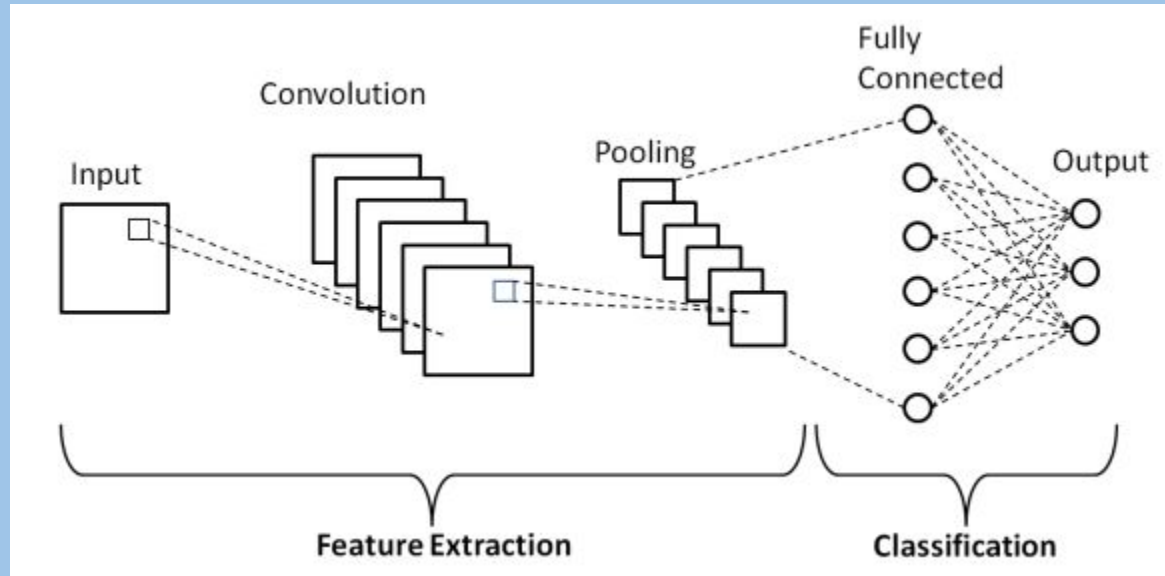 Input
Convolution
Pooling
Fully
Connected
Output
Feature Extraction
Classification